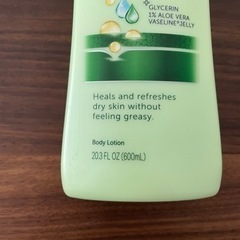 GLYCERIN
1% ALOE VERA
VASELINE® JELLY
Heals and refreshes
dry skin without
feeling greasy.
Body Lotion
20.3 FL OZ (600mL)